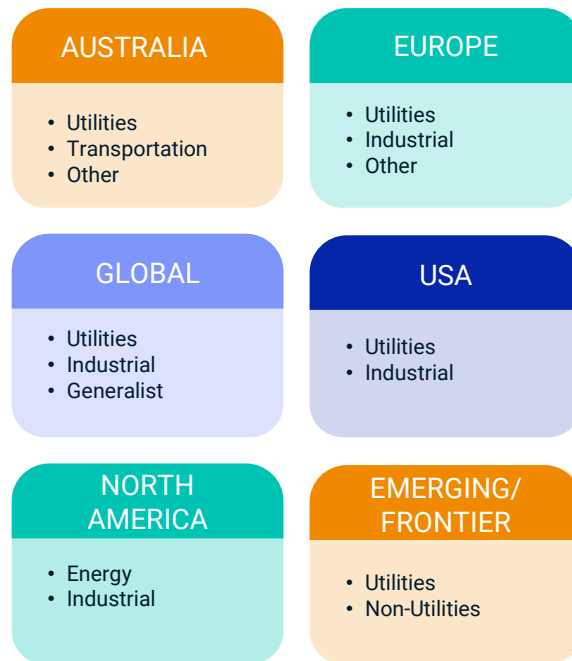 AUSTRALIA
• Utilities
• Transportation
• Other
EUROPE
• Utilities
• Industrial
• Other
GLOBAL
• Utilities
• Industrial
• Generalist
USA
• Utilities
• Industrial
NORTH
AMERICA
• Energy
• Industrial
EMERGING/
FRONTIER
• Utilities
• Non-Utilities